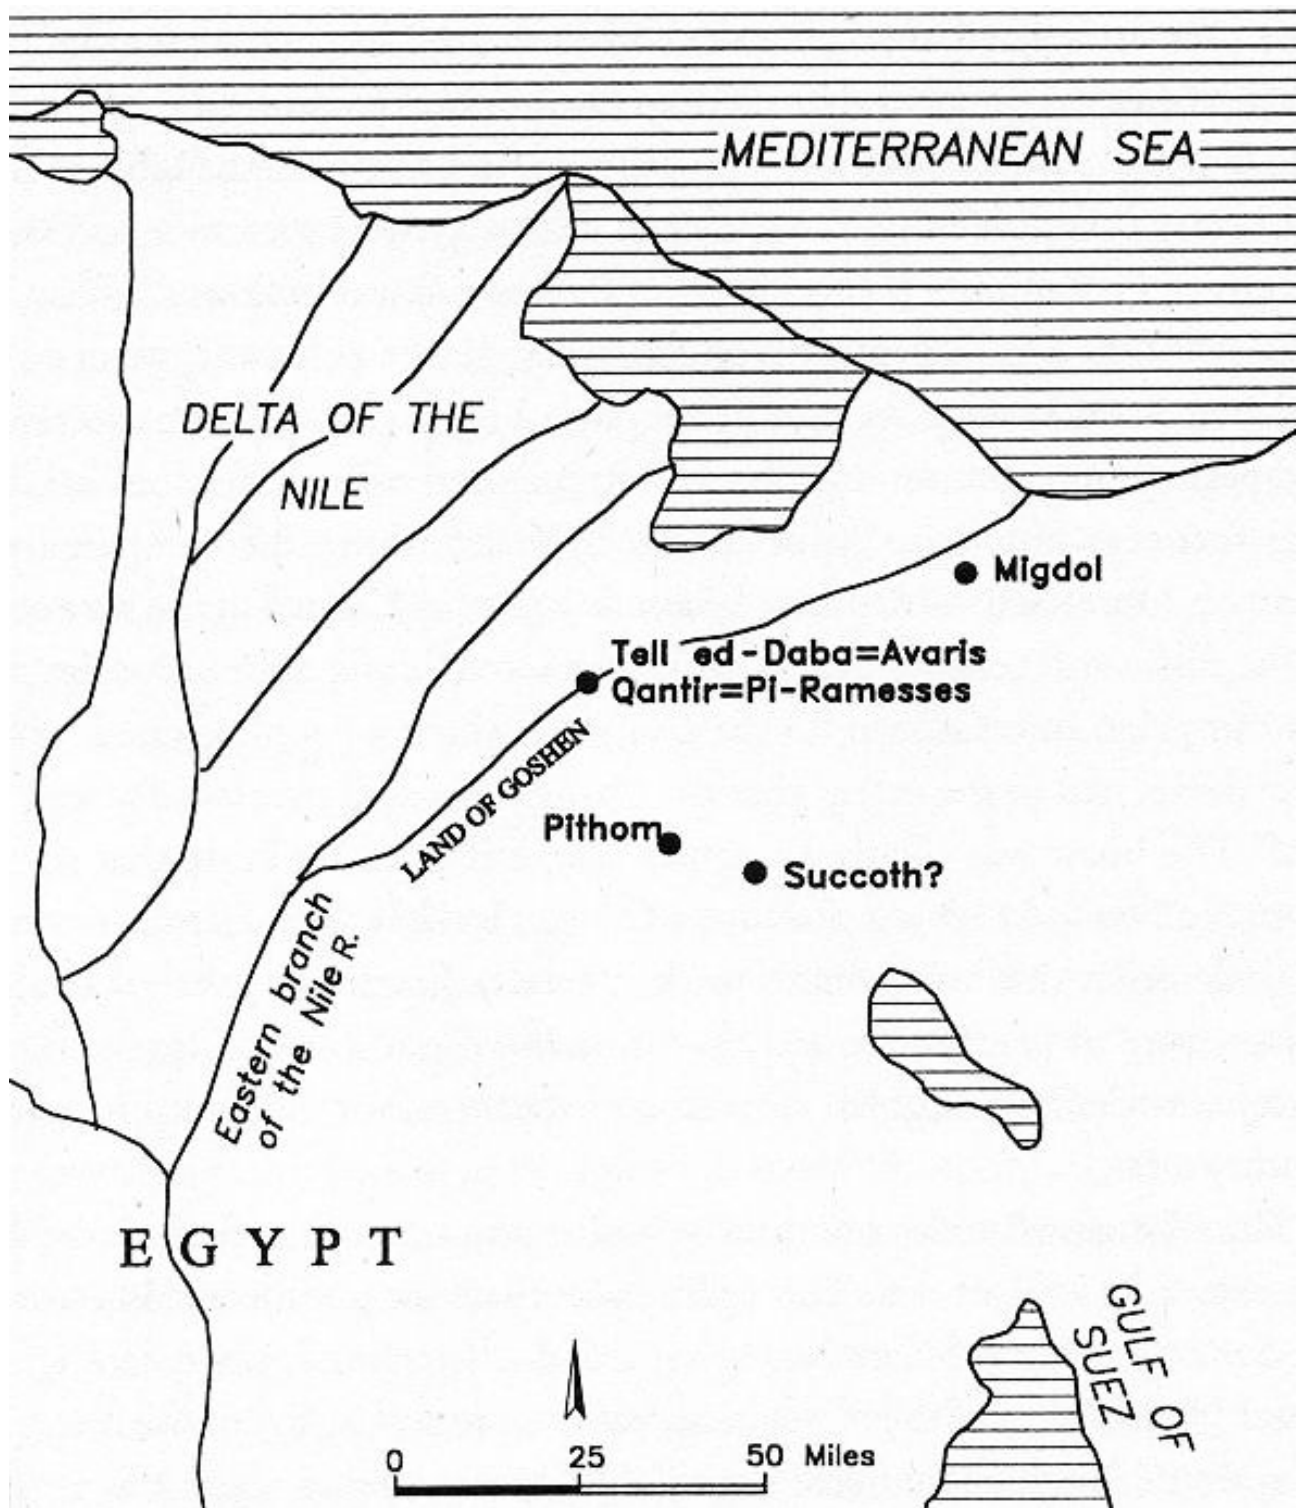 MEDITERRANEAN SEA
DELTA OF THE
NILE
Migdol
Tell ed-Daba=Avaris
Qantir=Pi-Ramesses
LAND OF GOSHEN
Pithom
Succoth?
Eastern branch
of the Nile R.
EGYPT
GULF OF
SUEZ
0 25 50 Miles